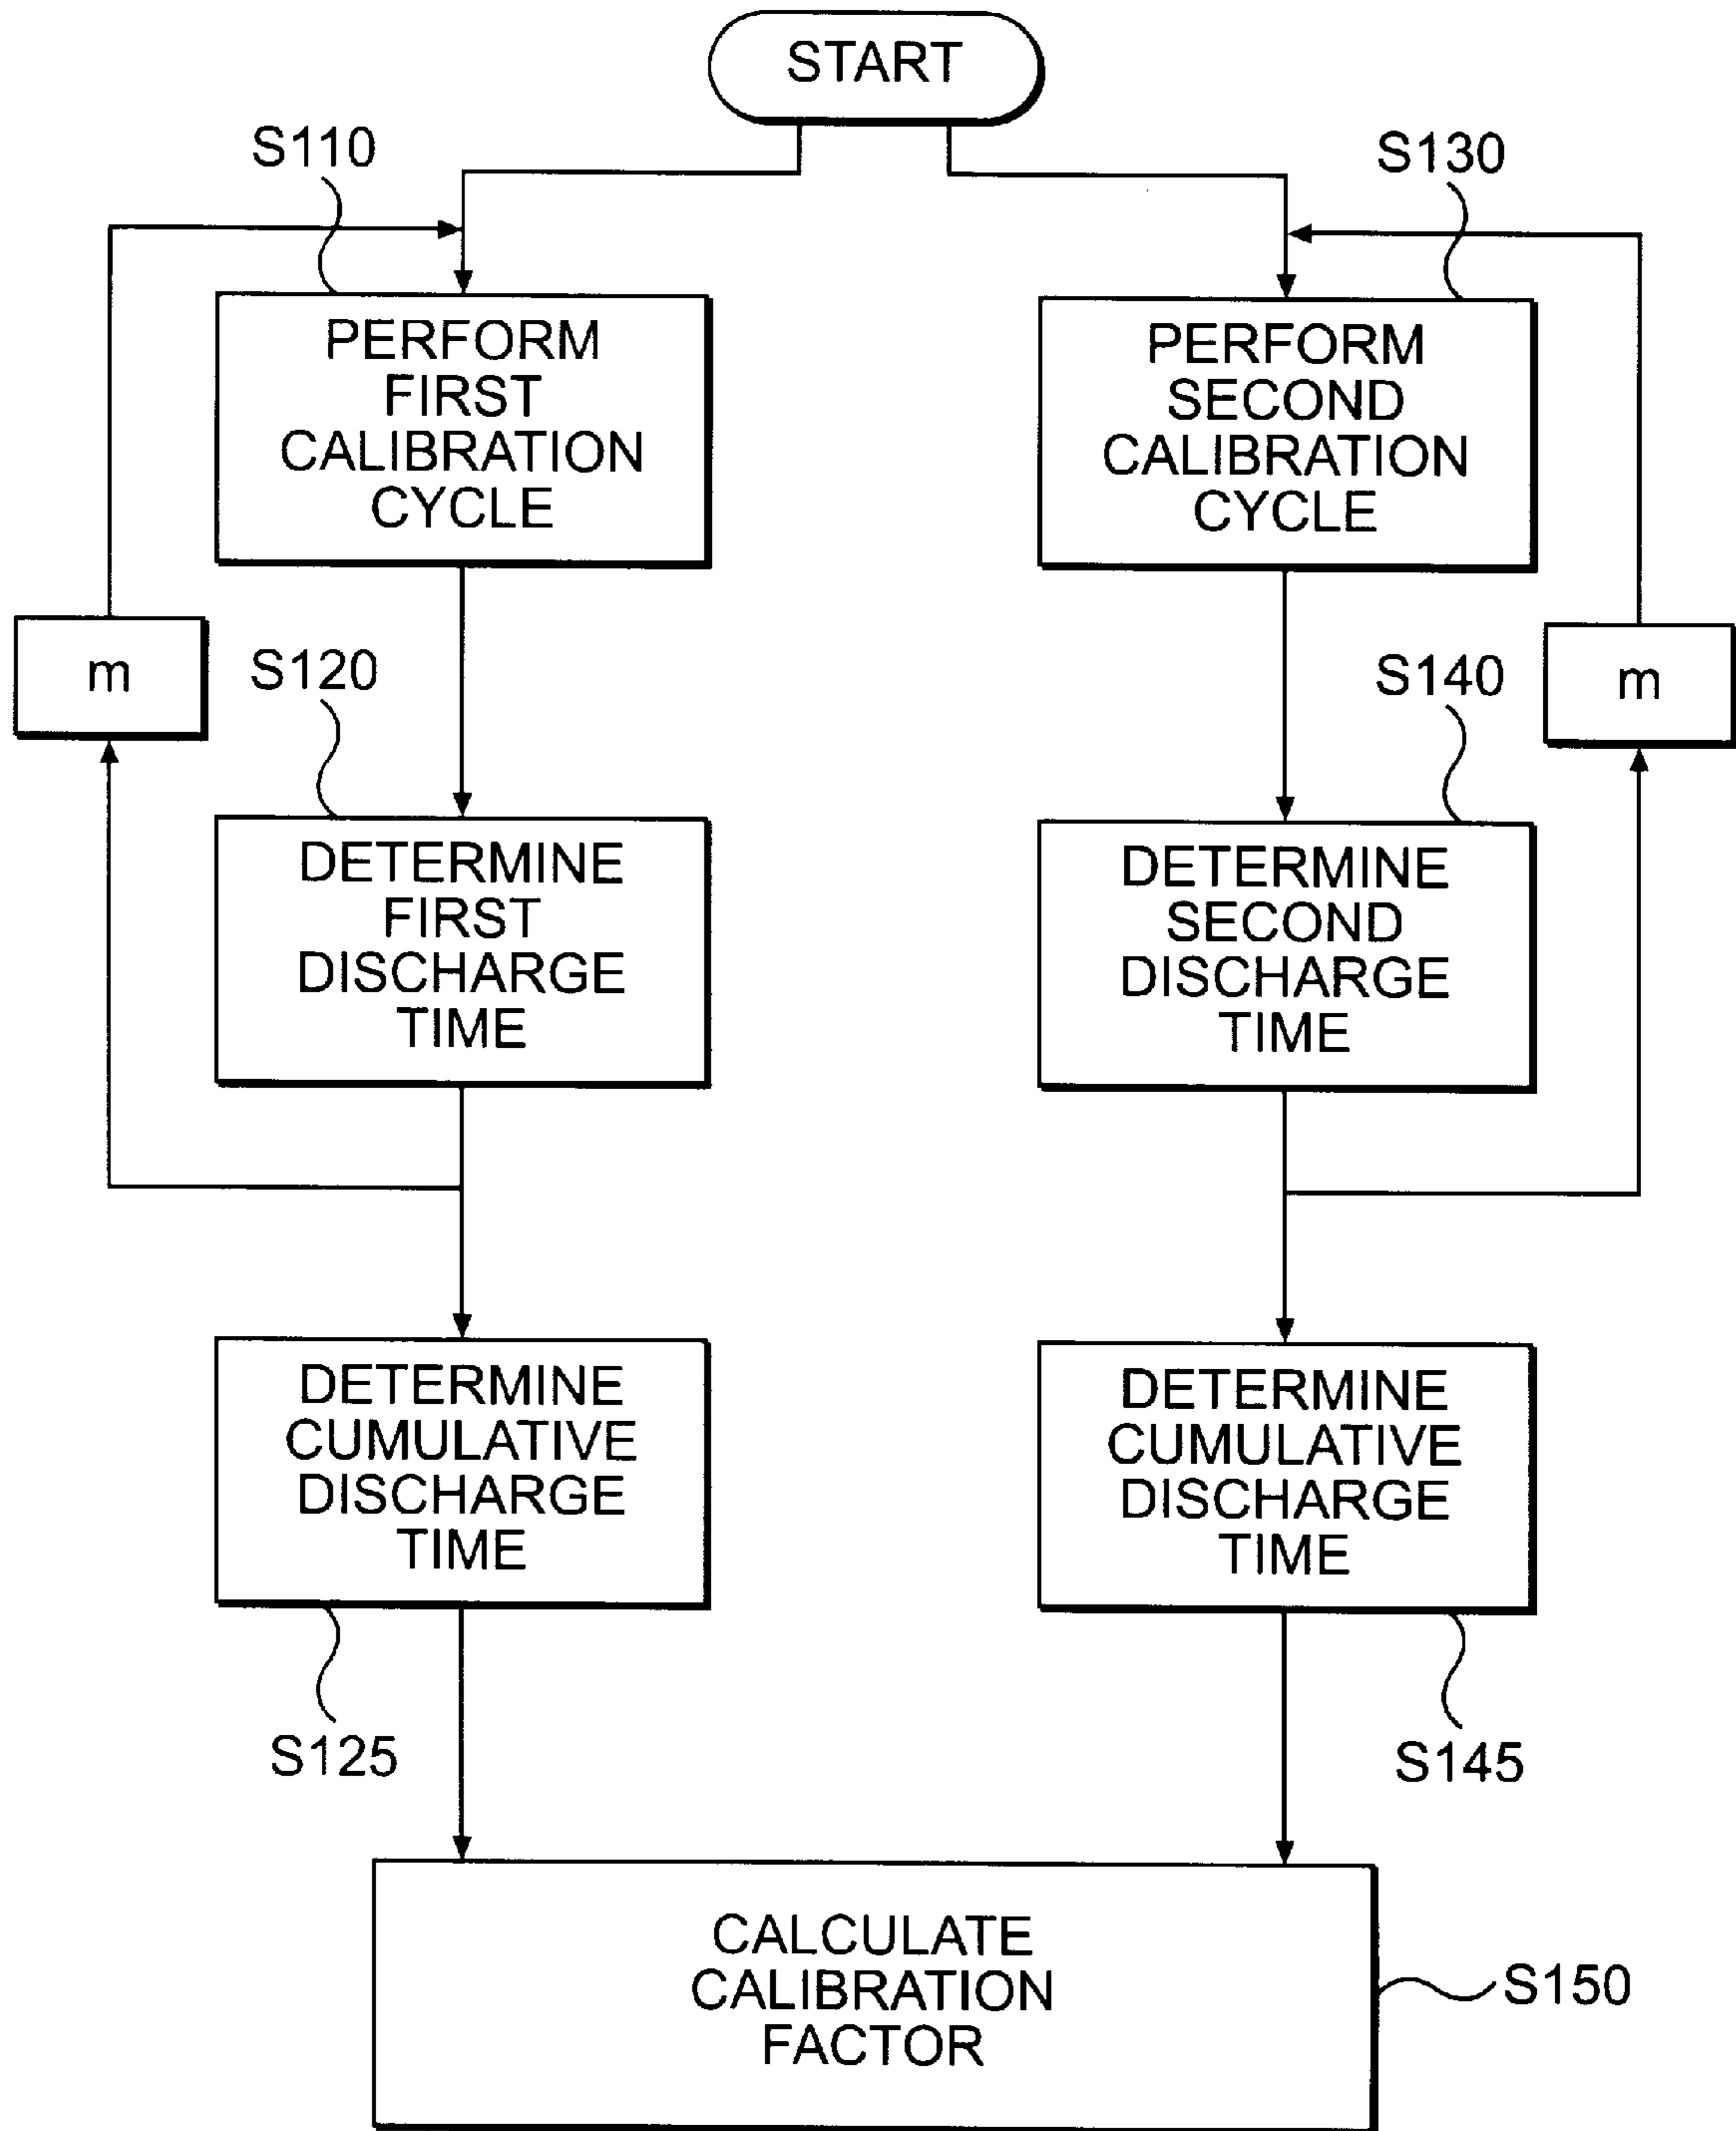 START
S110
S130
PERFORM
FIRST
CALIBRATION
CYCLE
PERFORM
SECOND
CALIBRATION
CYCLE
m
m
S120
S140
DETERMINE
FIRST
DISCHARGE
TIME
DETERMINE
SECOND
DISCHARGE
TIME
DETERMINE
CUMULATIVE
DISCHARGE
TIME
DETERMINE
CUMULATIVE
DISCHARGE
TIME
S125
S145
CALCULATE
CALIBRATION
FACTOR
S150